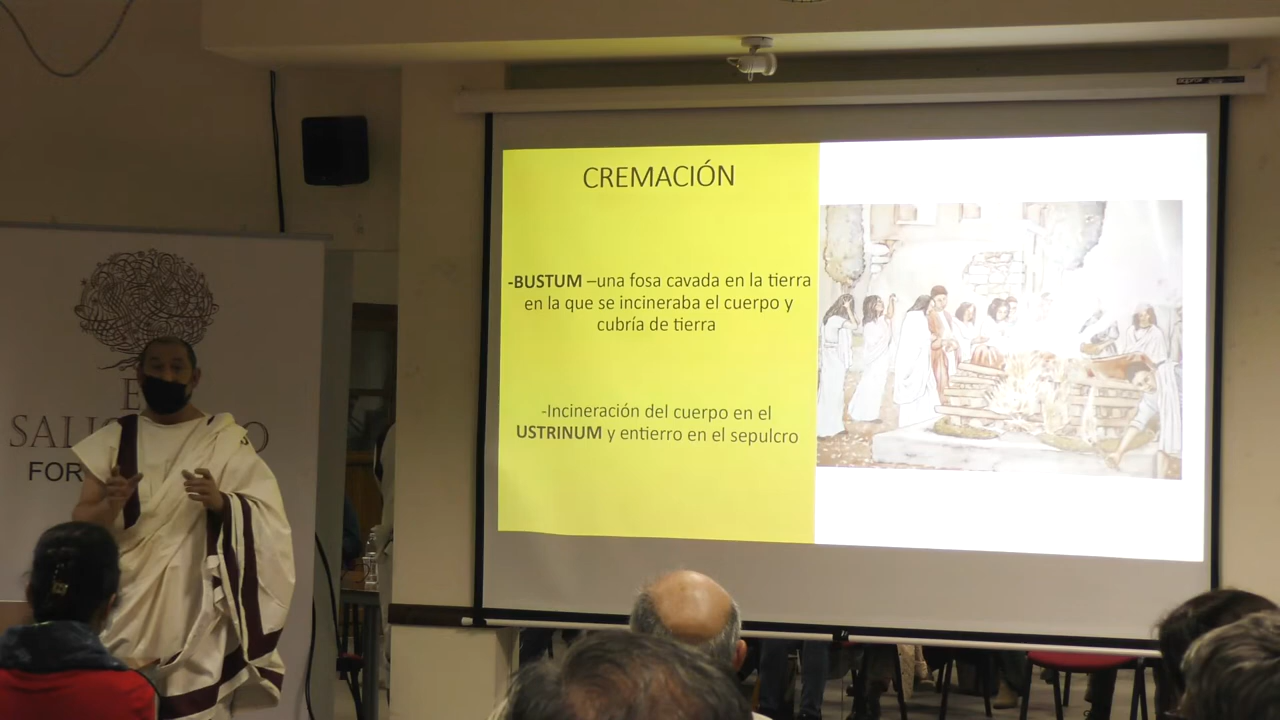 CREMACIÓN
-BUSTUM –una fosa cavada en la tierra
en la que se incineraba el cuerpo y
cubría de tierra
-Incineración del cuerpo en el
USTRINUM y entierro en el sepulcro
FOR